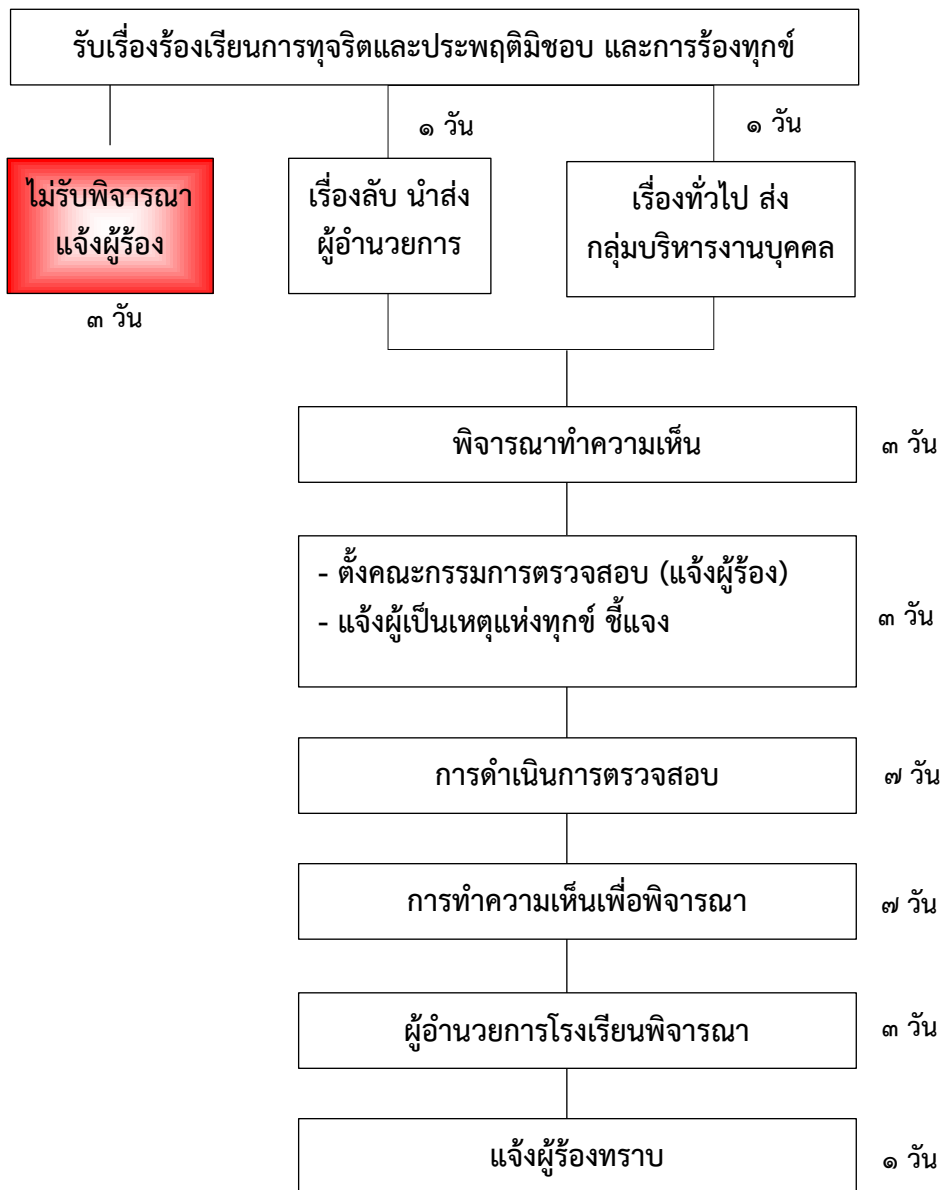 รับเรื่องร้องเรียนการทุจริตและประพฤติมิชอบ และการร้องทุกข์
๑ วัน
๑ วัน
ไม่รับพิจารณา
แจ้งผู้ร้อง
๓ วัน
เรื่องลับ นำส่ง
ผู้อำนวยการ
เรื่องทั่วไป ส่ง
กลุ่มบริหารงานบุคคล
พิจารณาทำความเห็น
๓ วัน
- ตั้งคณะกรรมการตรวจสอบ (แจ้งผู้ร้อง)
- แจ้งผู้เป็นเหตุแห่งทุกข์ ชี้แจง
๓ วัน
การดำเนินการตรวจสอบ
๗ วัน
การทำความเห็นเพื่อพิจารณา
๗ วัน
ผู้อำนวยการโรงเรียนพิจารณา
๓ วัน
แจ้งผู้ร้องทราบ
๑ วัน